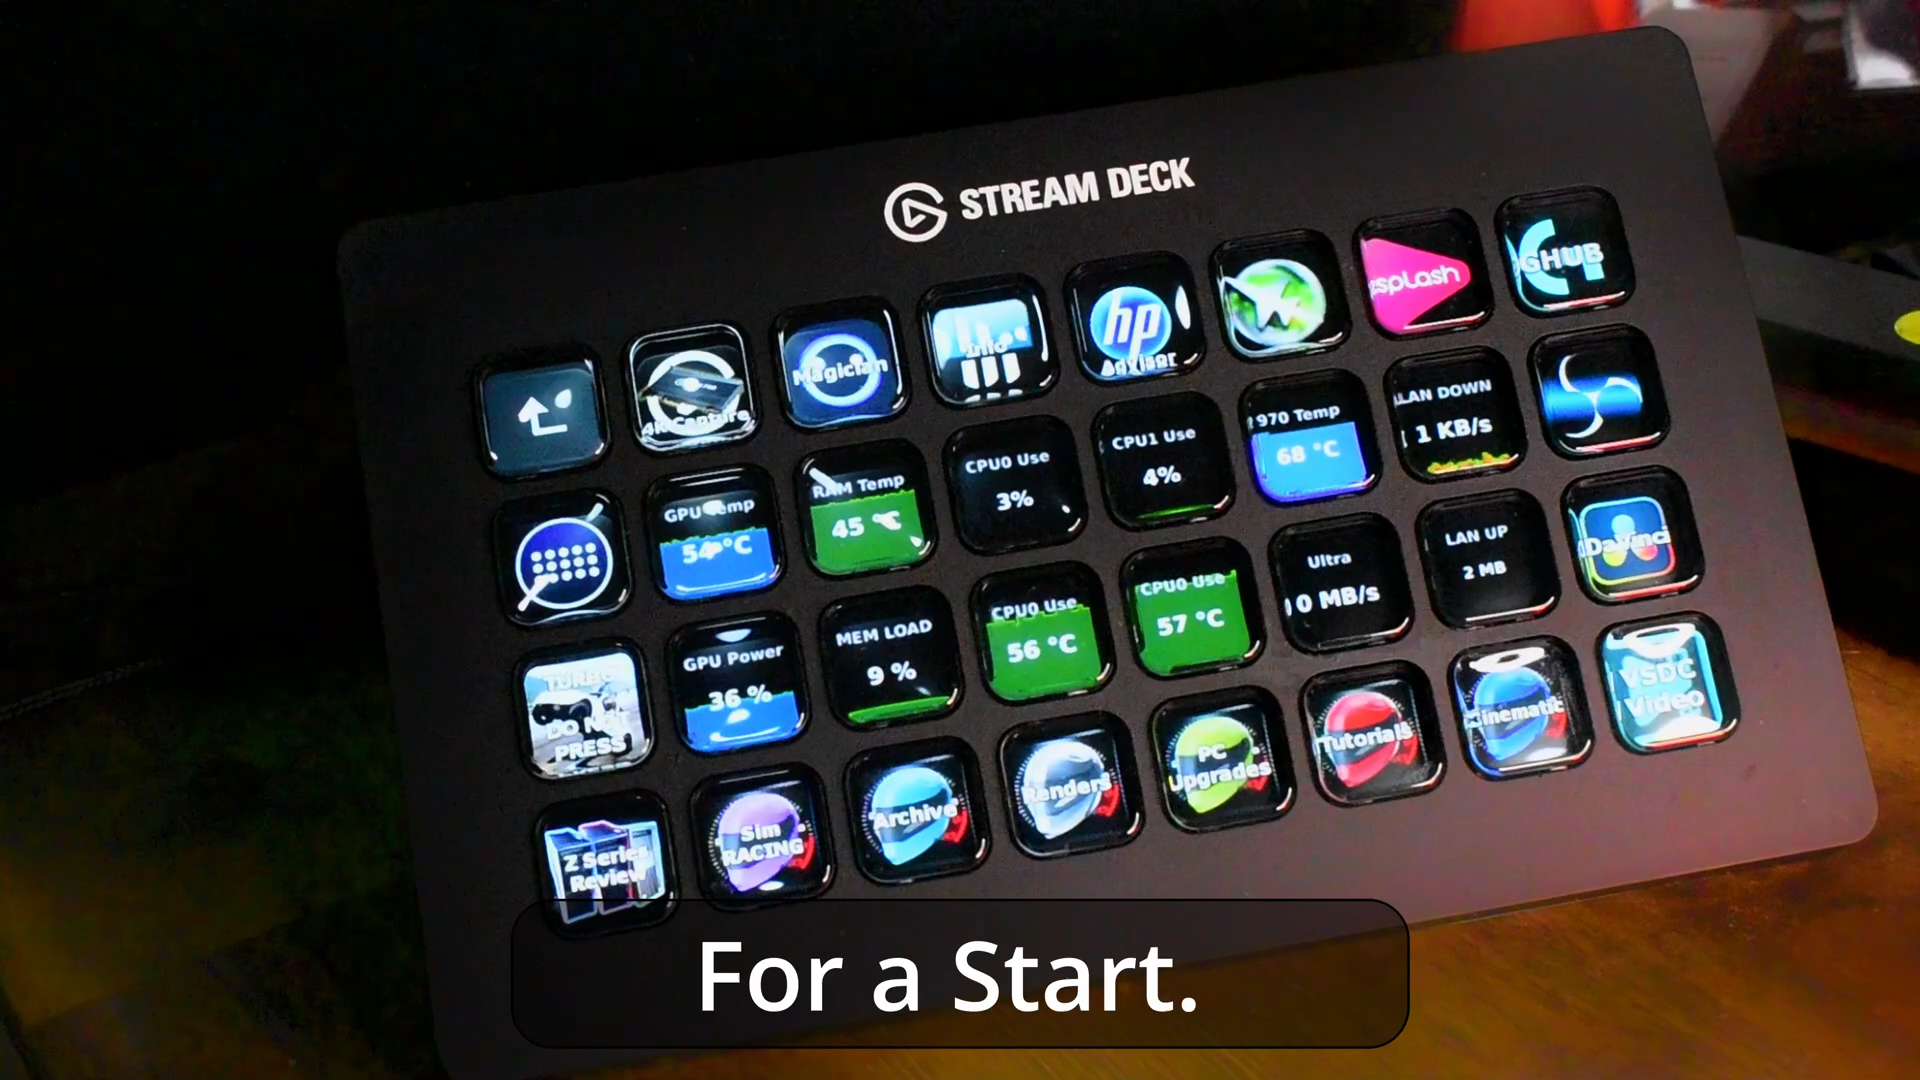 STREAM DECK
4K Capture
Magician
Info
hp
Advisor
splash
GHUB
GPU Temp
54 °C
RAM Temp
45 °C
CPU0 Use
3%
CPU1 Use
4%
970 Temp
68 °C
LAN DOWN
1 KB/s
TURBO
DO NOT
PRESS
GPU Power
36 %
MEM LOAD
9 %
CPU0 Use
56 °C
CPU0 Use
57 °C
Ultra
0 MB/s
LAN UP
2 MB
DaVinci
Z Series
Review
Sim
RACING
Archive
Renders
PC
Upgrades
Tutorials
Cinematic
VSDC
Video
For a Start.